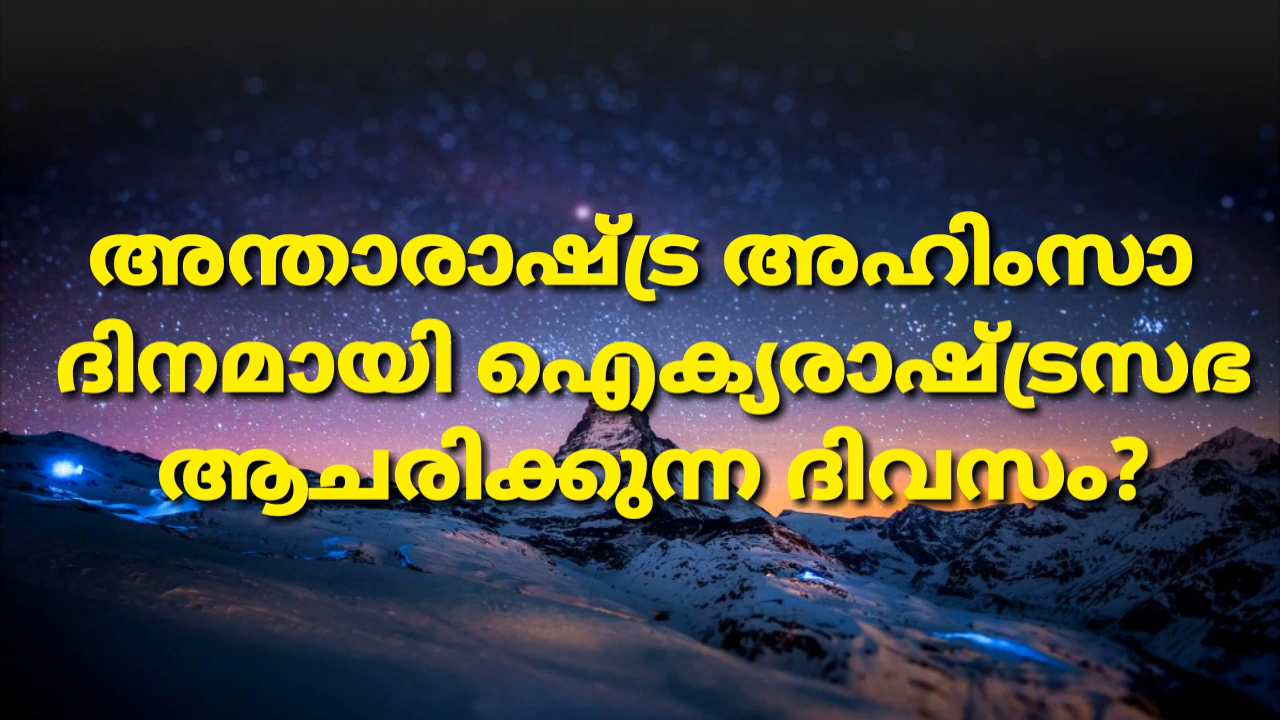 അന്താരാഷ്ട്ര അഹിംസാ
ദിനമായി ഐക്യരാഷ്ട്രസഭ
ആചരിക്കുന്ന ദിവസം?